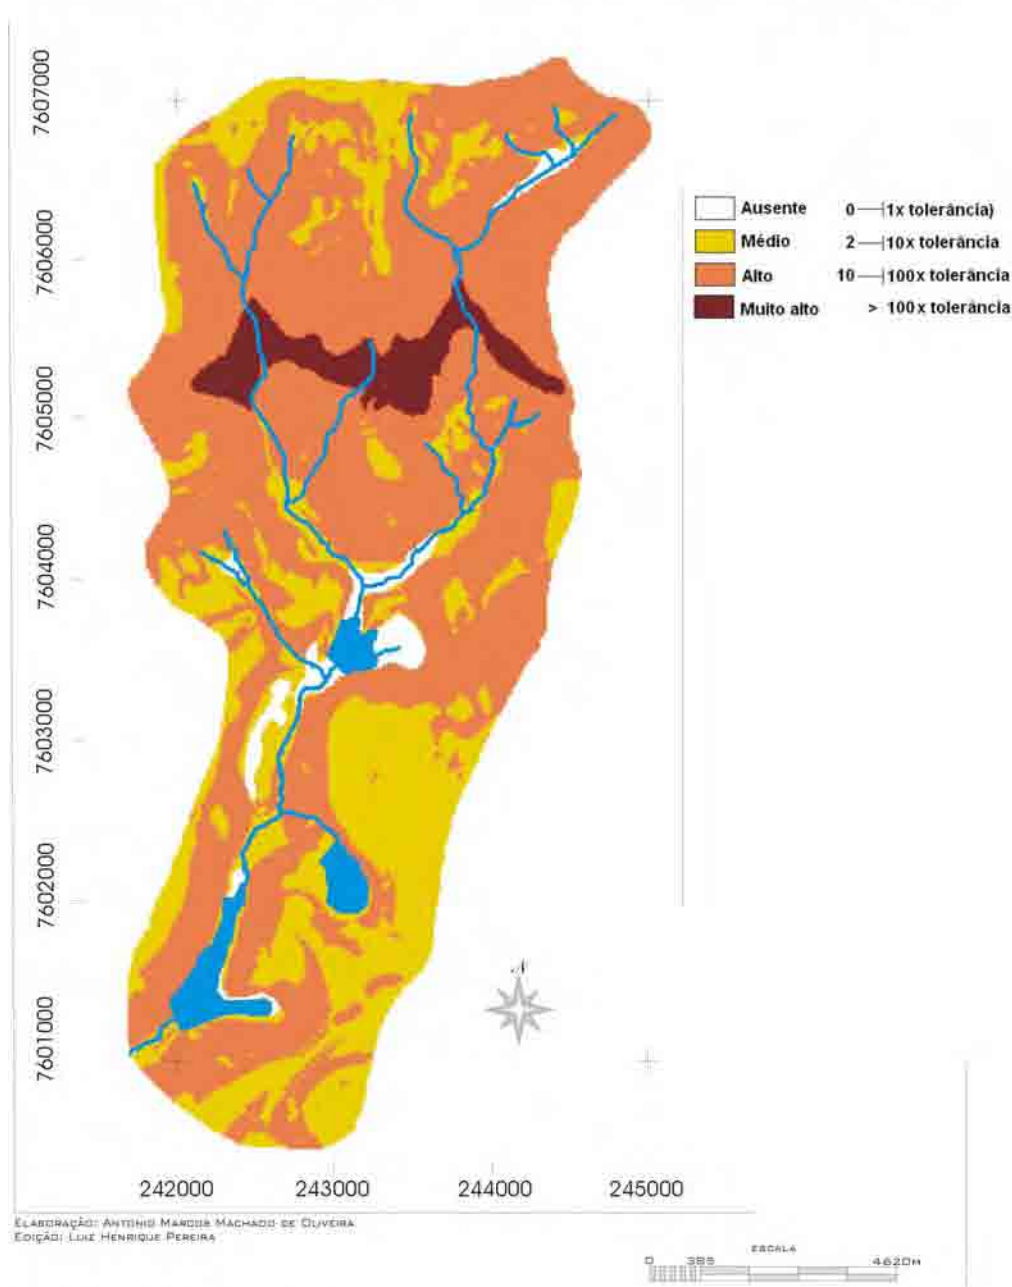 7607000
7606000
7605000
7604000
7603000
7602000
7601000
Ausente 0—|1x tolerância)
Médio 2—|10x tolerância
Alto 10—|100x tolerância
Muito alto > 100x tolerância
N
242000 243000 244000 245000
ELABORAÇÃO: ANTONIO MARCOS MACHADO DE OLIVEIRA
EDIÇÃO: LUIZ HENRIQUE PEREIRA
ESCALA
0 385 4620M